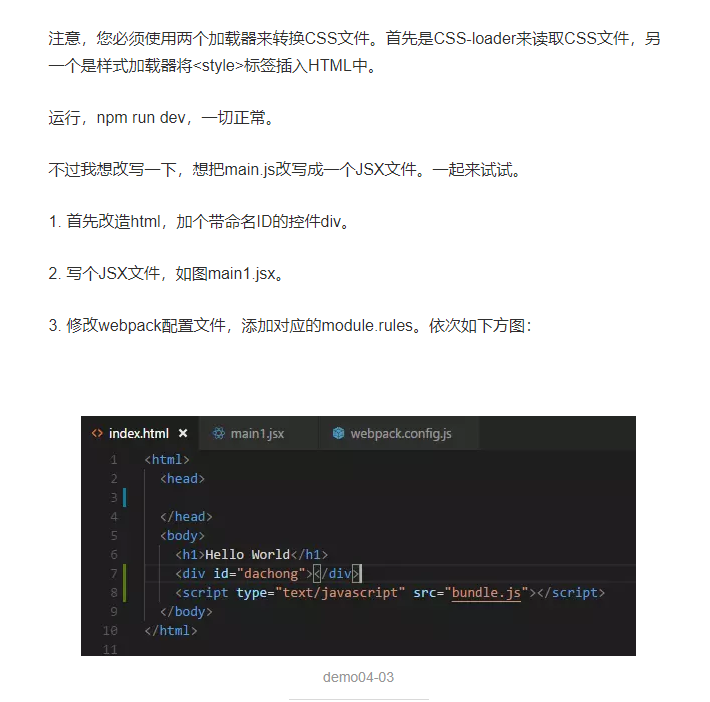 注意，您必须使用两个加载器来转换CSS文件。首先是CSS-loader来读取CSS文件，另
一个是样式加载器将<style>标签插入HTML中。
运行，npm run dev，一切正常。
不过我想改写一下，想把main.js改写成一个JSX文件。一起来试试。
1. 首先改造html，加个带命名ID的控件div。
2. 写个JSX文件，如图main1.jsx。
3. 修改webpack配置文件，添加对应的module.rules。依次如下方图：
index.html × main1.jsx webpack.config.js
1 <html>
2 <head>
3
4 </head>
5 <body>
6 <h1>Hello World</h1>
7 <div id="dachong"></div>
8 <script type="text/javascript" src="bundle.js"></script>
9 </body>
10 </html>
11
demo04-03